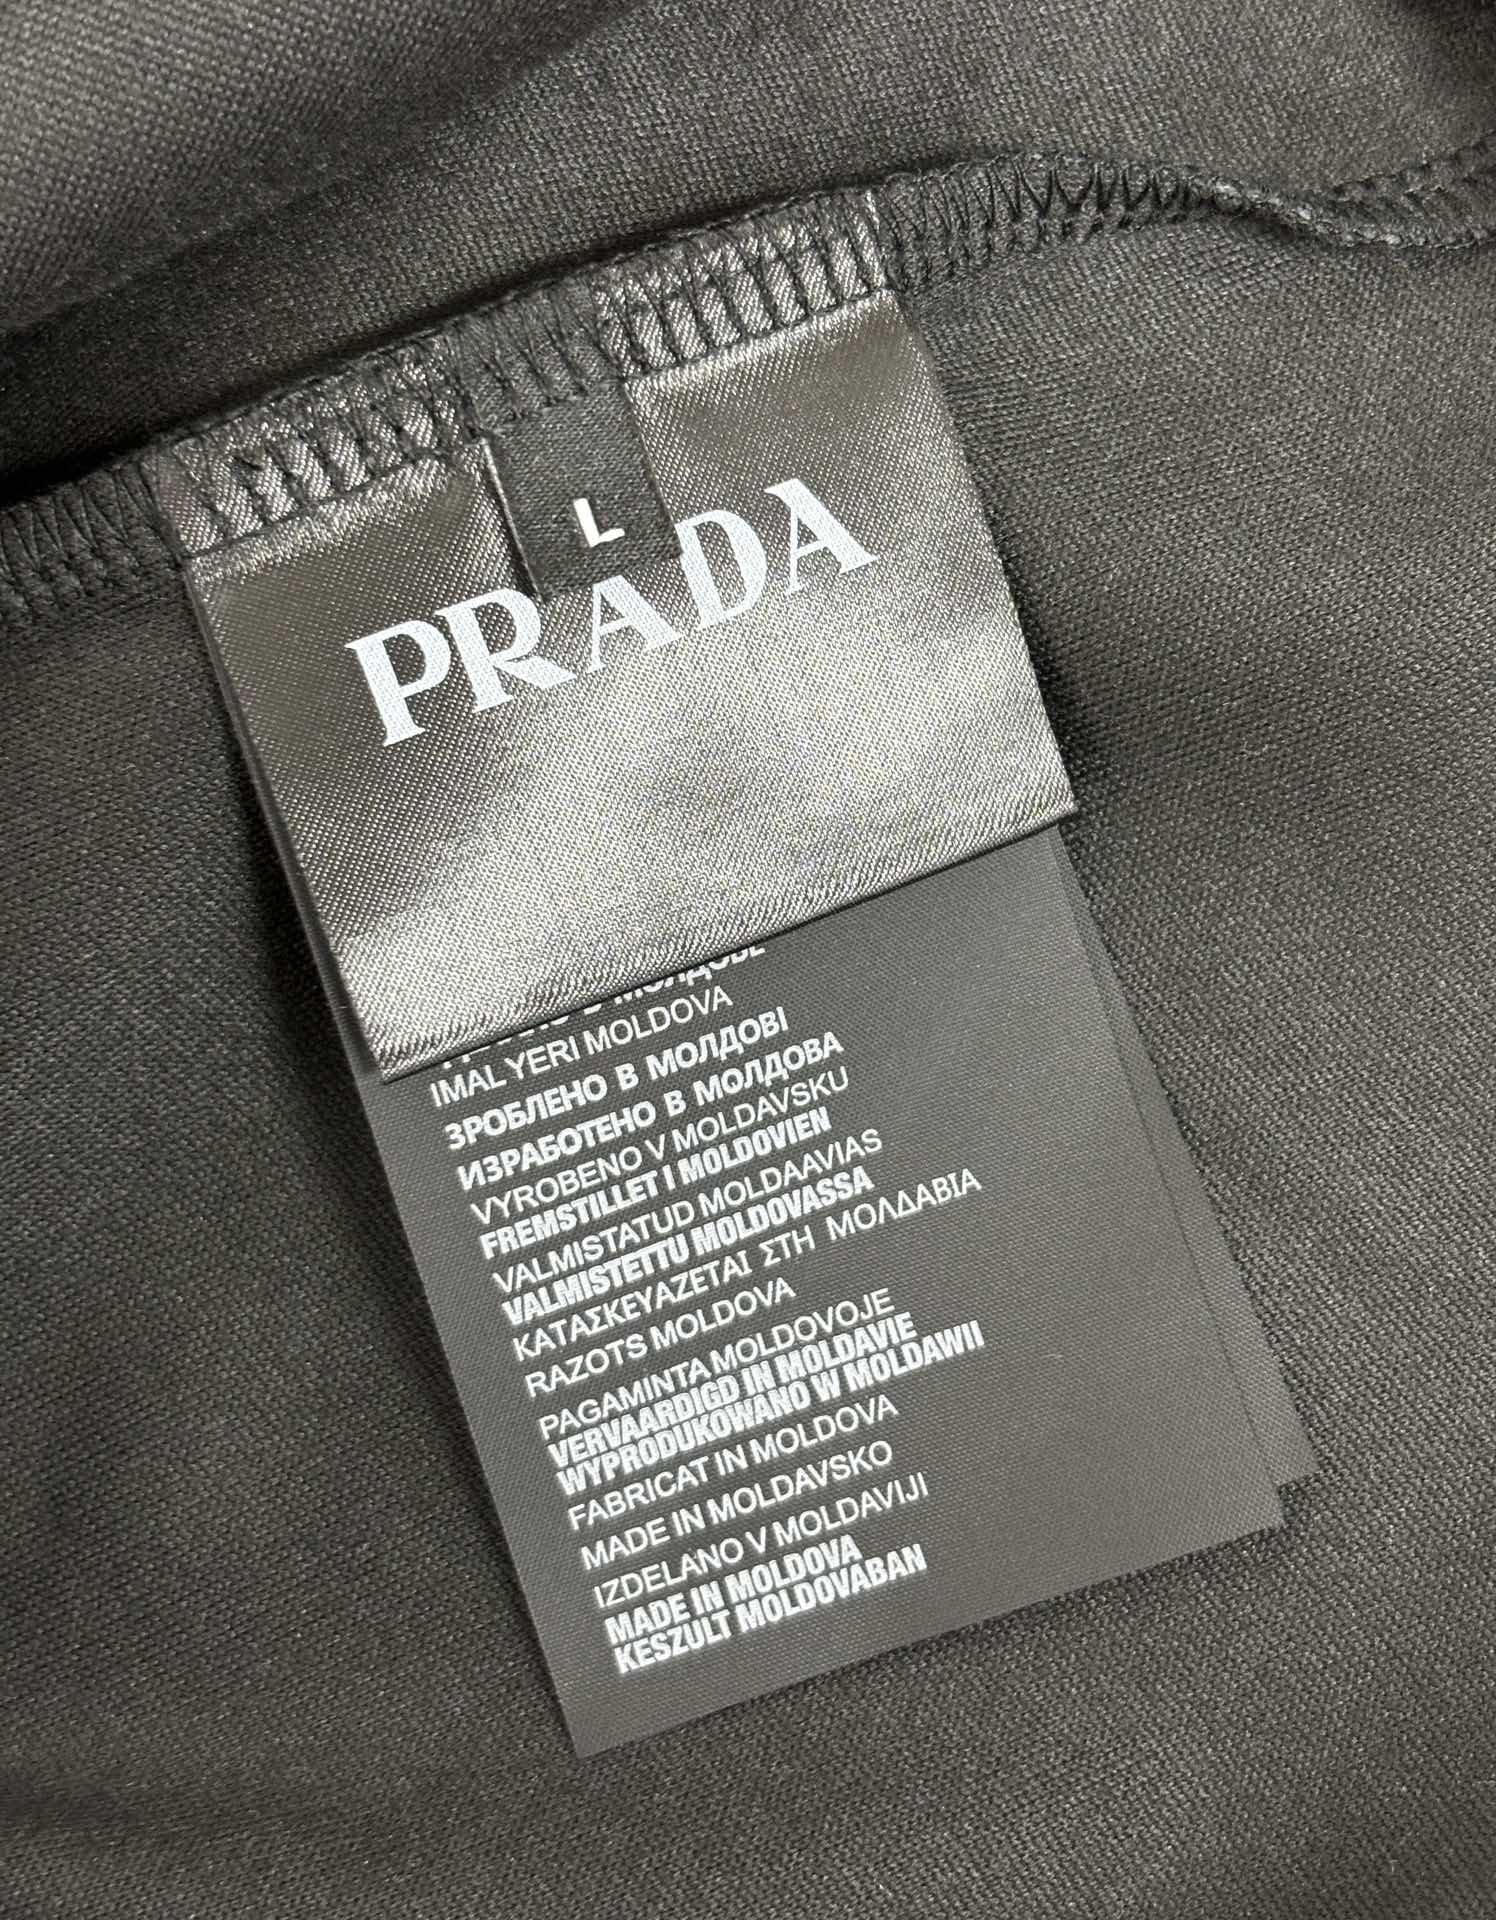 L
PRADA
МОЛДОВЕ
IMAL YERI MOLDOVA
ЗРОБЛЕНО В МОЛДОВІ
ИЗРАБОТЕНО В МОЛДОВА
VYROBENO V MOLDAVSKU
FREMSTILLET I MOLDOVIEN
VALMISTATUD MOLDAAVIAS
VALMISTETTU MOLDOVASSA
ΚΑΤΑΣΚΕΥΑΖΕΤΑΙ ΣΤΗ ΜΟΛΔΑΒΙΑ
RAZOTS MOLDOVA
PAGAMINTA MOLDOVOJE
VERVAARDIGD IN MOLDAVIE
WYPRODUKOWANO W MOLDAWII
FABRICAT IN MOLDOVA
MADE IN MOLDAVSKO
IZDELANO V MOLDAVIJI
MADE IN MOLDOVA
KESZULT MOLDOVABAN